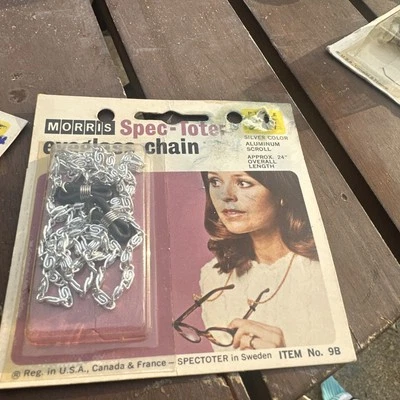 MORRIS Spec-Toter
eyeglass chain
SILVER COLOR
ALUMINUM
SCROLL
APPROX. 24"
OVERALL
LENGTH
® Reg. in U.S.A., Canada & France — SPECTOTER in Sweden ITEM No. 9B